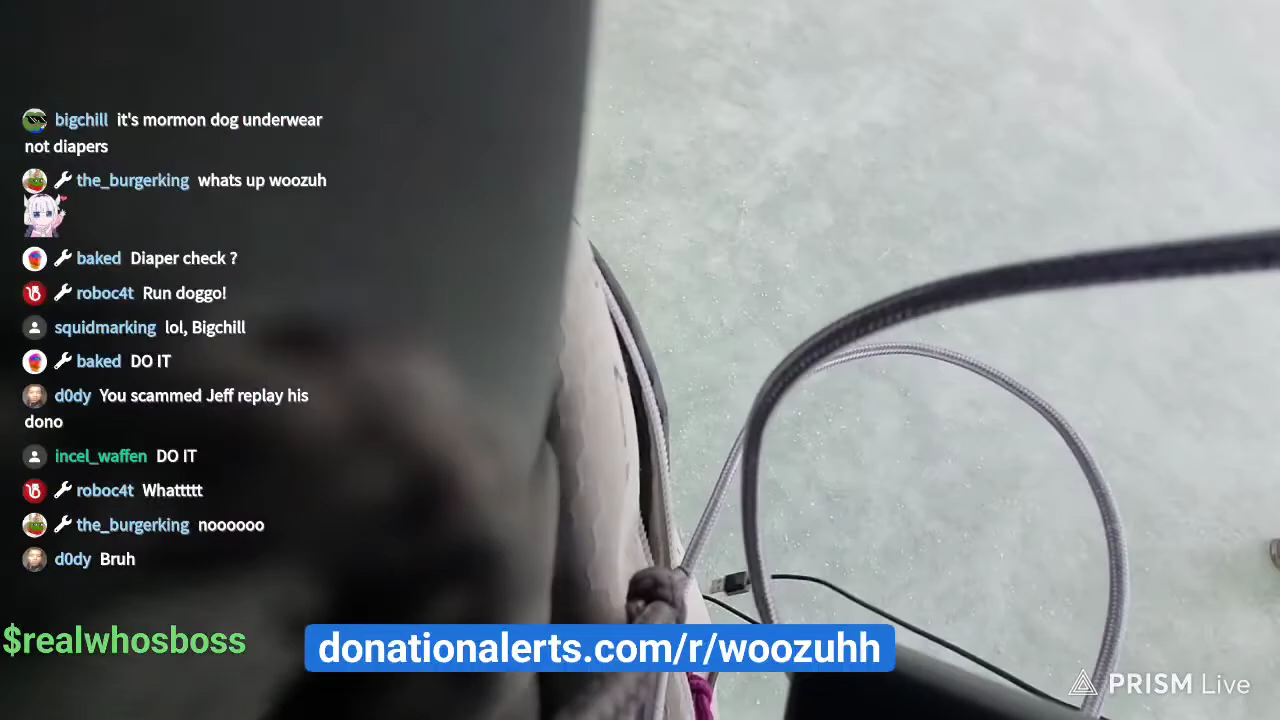 bigchill it's mormon dog underwear
not diapers
the_burgerking whats up woozuh
baked Diaper check ?
roboc4t Run doggo!
squidmarking lol, Bigchill
baked DO IT
d0dy You scammed Jeff replay his
dono
incel_waffen DO IT
roboc4t Whattttt
the_burgerking noooooo
d0dy Bruh
$realwhosboss
donationalerts.com/r/woozuhh
PRISM Live